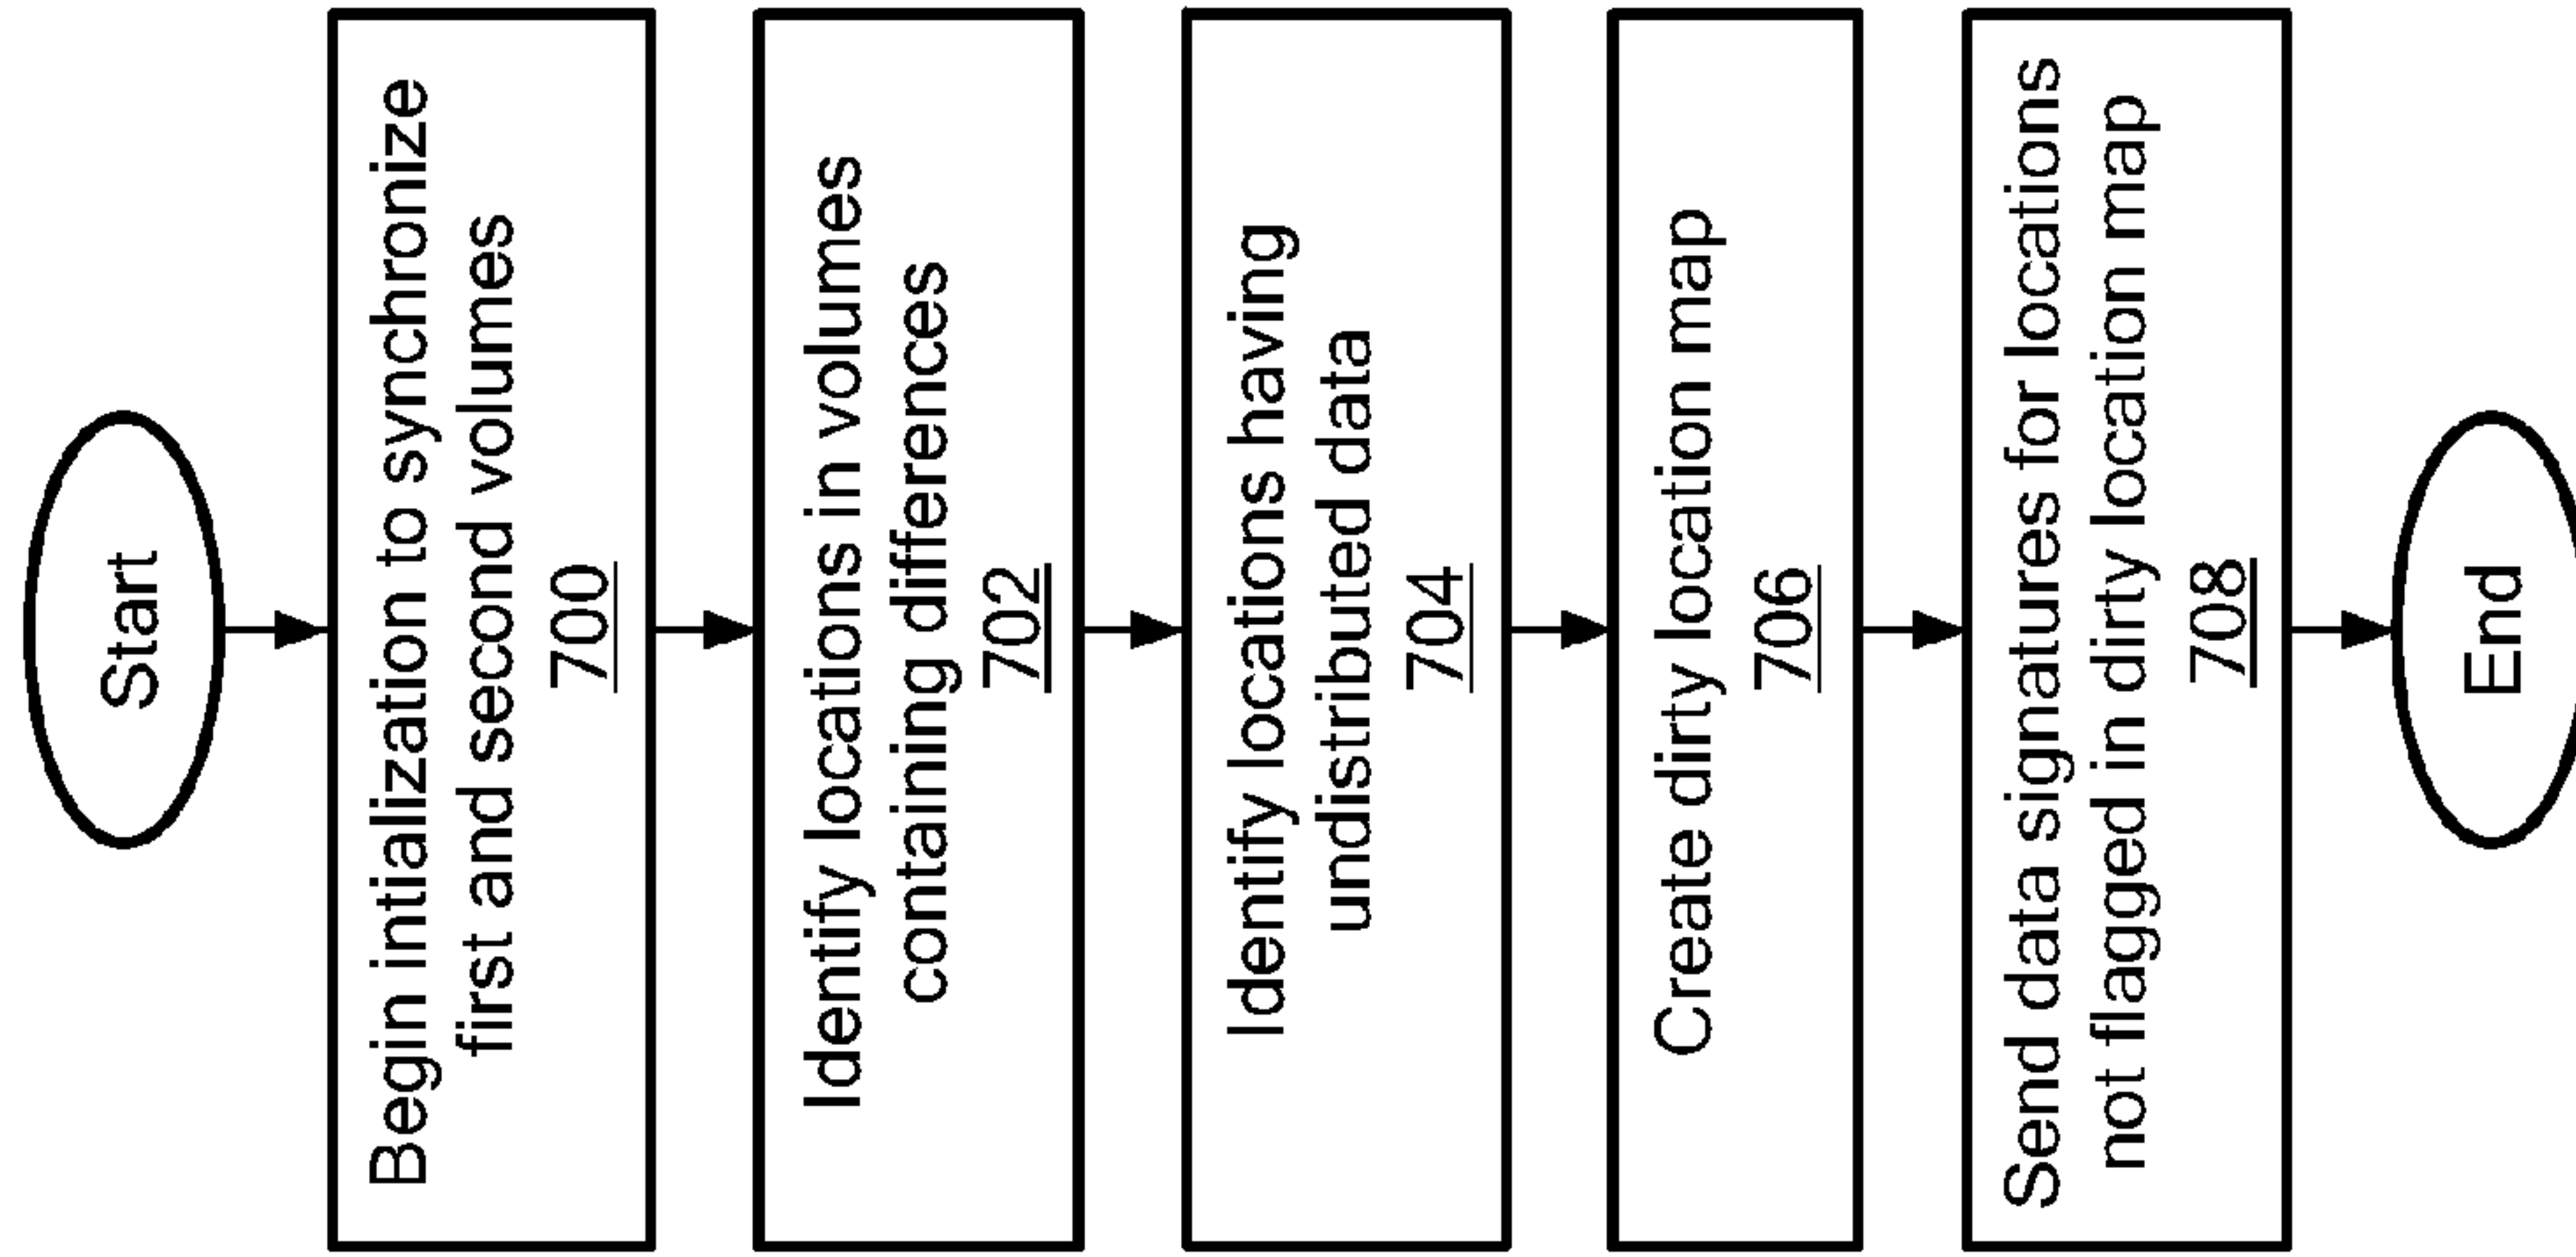 Start
Begin intialization to synchronize
first and second volumes
700
Identify locations in volumes
containing differences
702
Identify locations having
undistributed data
704
Create dirty location map
706
Send data signatures for locations
not flagged in dirty location map
708
End